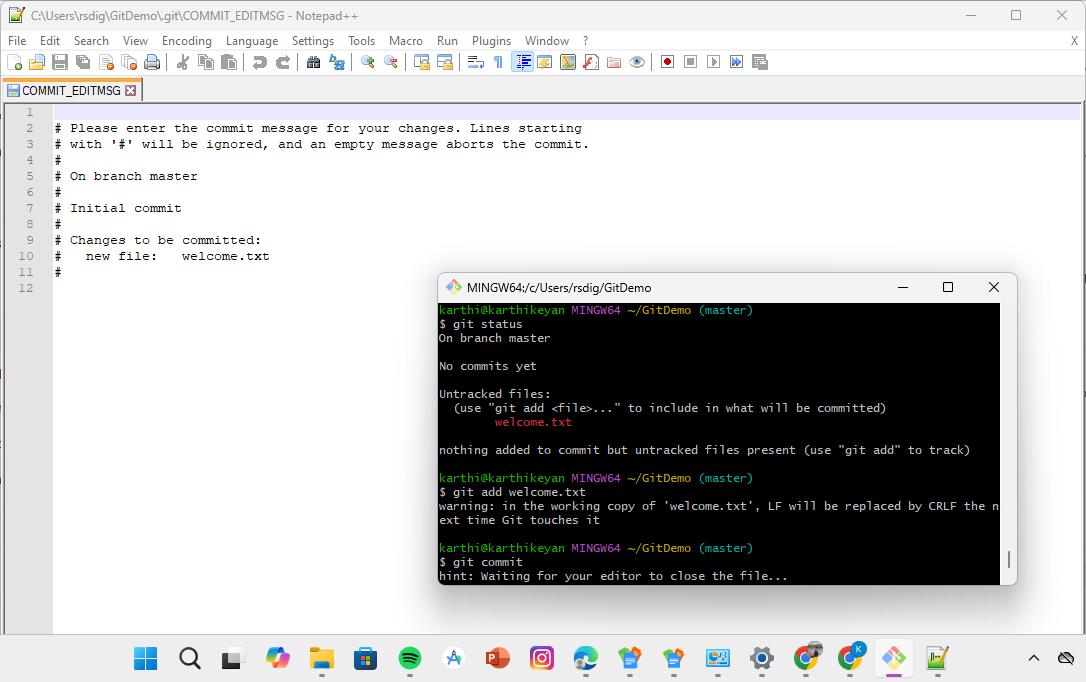 C:\Users\rsdig\GitDemo\.git\COMMIT_EDITMSG - Notepad++
File Edit Search View Encoding Language Settings Tools Macro Run Plugins Window ? X
COMMIT_EDITMSG
1
2 # Please enter the commit message for your changes. Lines starting
3 # with '#' will be ignored, and an empty message aborts the commit.
4 #
5 # On branch master
6 #
7 # Initial commit
8 #
9 # Changes to be committed:
10 #   new file:   welcome.txt
11 #
12
MINGW64:/c/Users/rsdig/GitDemo
karthi@karthikeyan MINGW64 ~/GitDemo (master)
$ git status
On branch master
No commits yet
Untracked files:
  (use "git add <file>..." to include in what will be committed)
        welcome.txt
nothing added to commit but untracked files present (use "git add" to track)
karthi@karthikeyan MINGW64 ~/GitDemo (master)
$ git add welcome.txt
warning: in the working copy of 'welcome.txt', LF will be replaced by CRLF the n
ext time Git touches it
karthi@karthikeyan MINGW64 ~/GitDemo (master)
$ git commit
hint: Waiting for your editor to close the file...
K